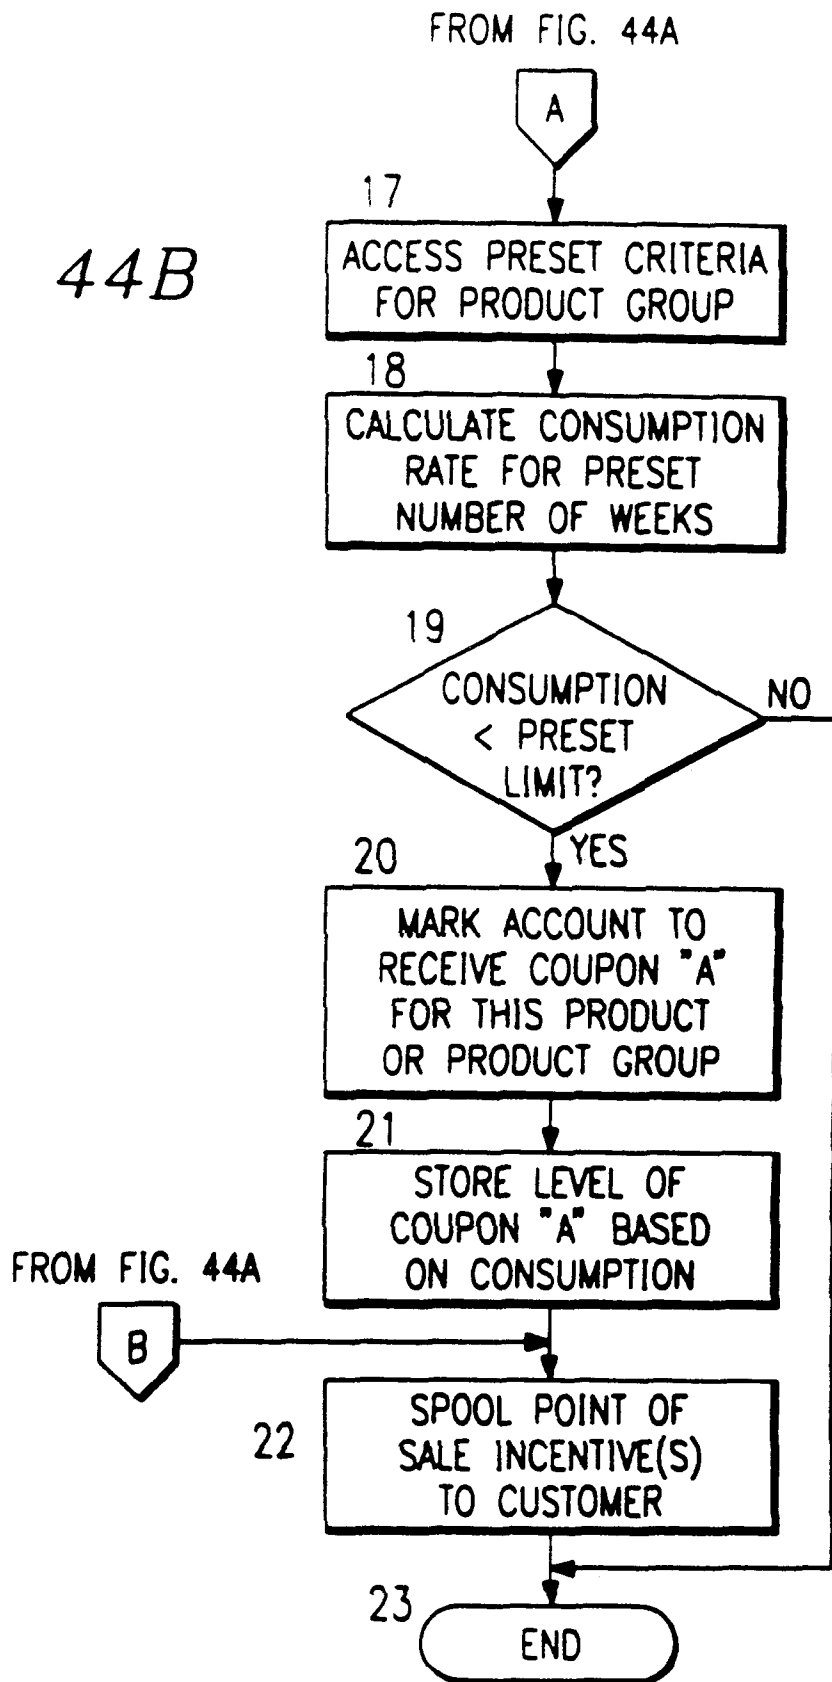 FROM FIG. 44A
A
17
44B
ACCESS PRESET CRITERIA
FOR PRODUCT GROUP
18
CALCULATE CONSUMPTION
RATE FOR PRESET
NUMBER OF WEEKS
19
CONSUMPTION
< PRESET
LIMIT?
NO
YES
20
MARK ACCOUNT TO
RECEIVE COUPON "A"
FOR THIS PRODUCT
OR PRODUCT GROUP
21
STORE LEVEL OF
COUPON "A" BASED
ON CONSUMPTION
FROM FIG. 44A
B
22
SPOOL POINT OF
SALE INCENTIVE(S)
TO CUSTOMER
23
END